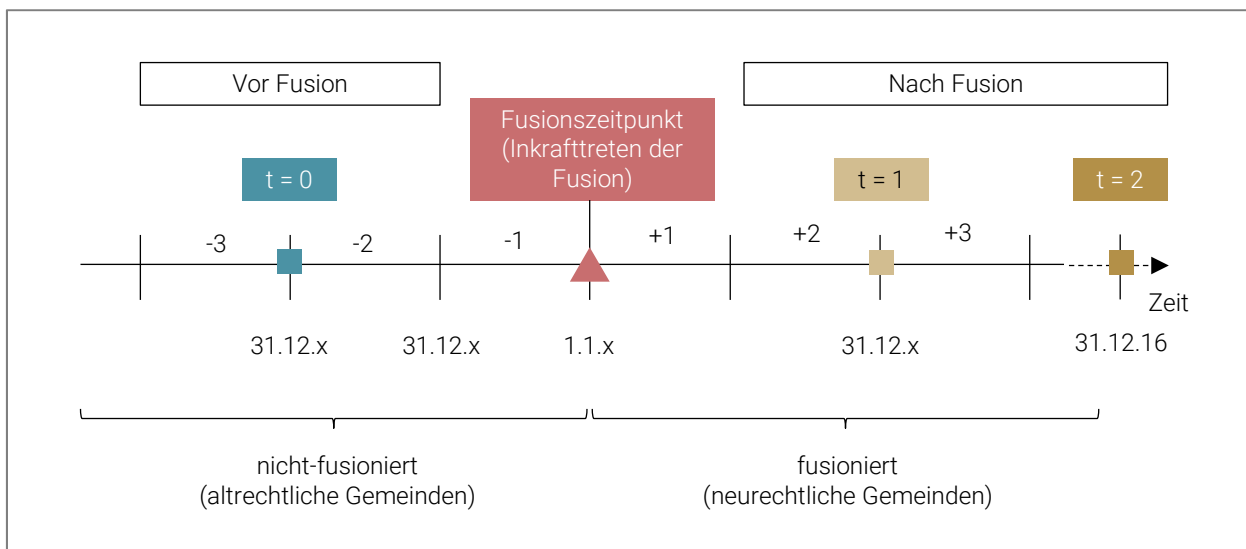 Vor Fusion
Nach Fusion
Fusionszeitpunkt
(Inkrafttreten der
Fusion)
t = 0
t = 1
t = 2
-3
-2
-1
+1
+2
+3
Zeit
31.12.x
31.12.x
1.1.x
31.12.x
31.12.16
nicht-fusioniert
(altrechtliche Gemeinden)
fusioniert
(neurechtliche Gemeinden)